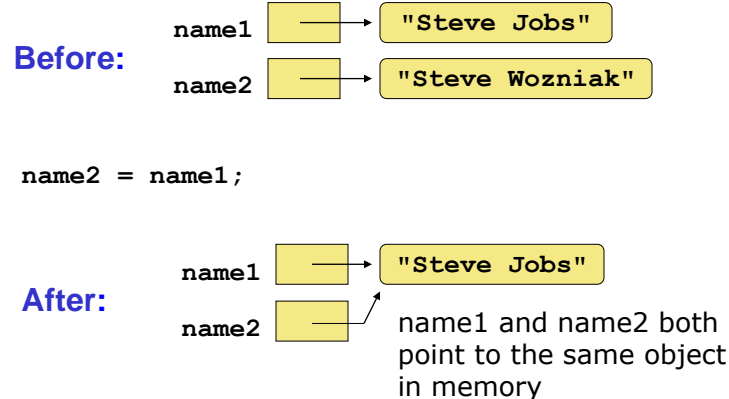 name1 "Steve Jobs"
Before:
name2 "Steve Wozniak"
name2 = name1;
name1 "Steve Jobs"
After:
name2
name1 and name2 both
point to the same object
in memory